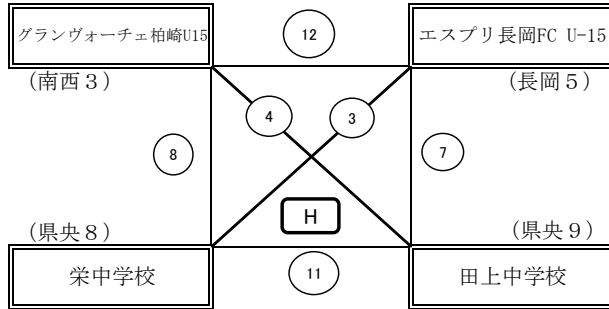 グランヴォーチェ柏崎U15
12
エスプリ長岡FC U-15
(南西３)
(長岡５)
4
3
8
7
H
(県央８)
(県央９)
栄中学校
11
田上中学校